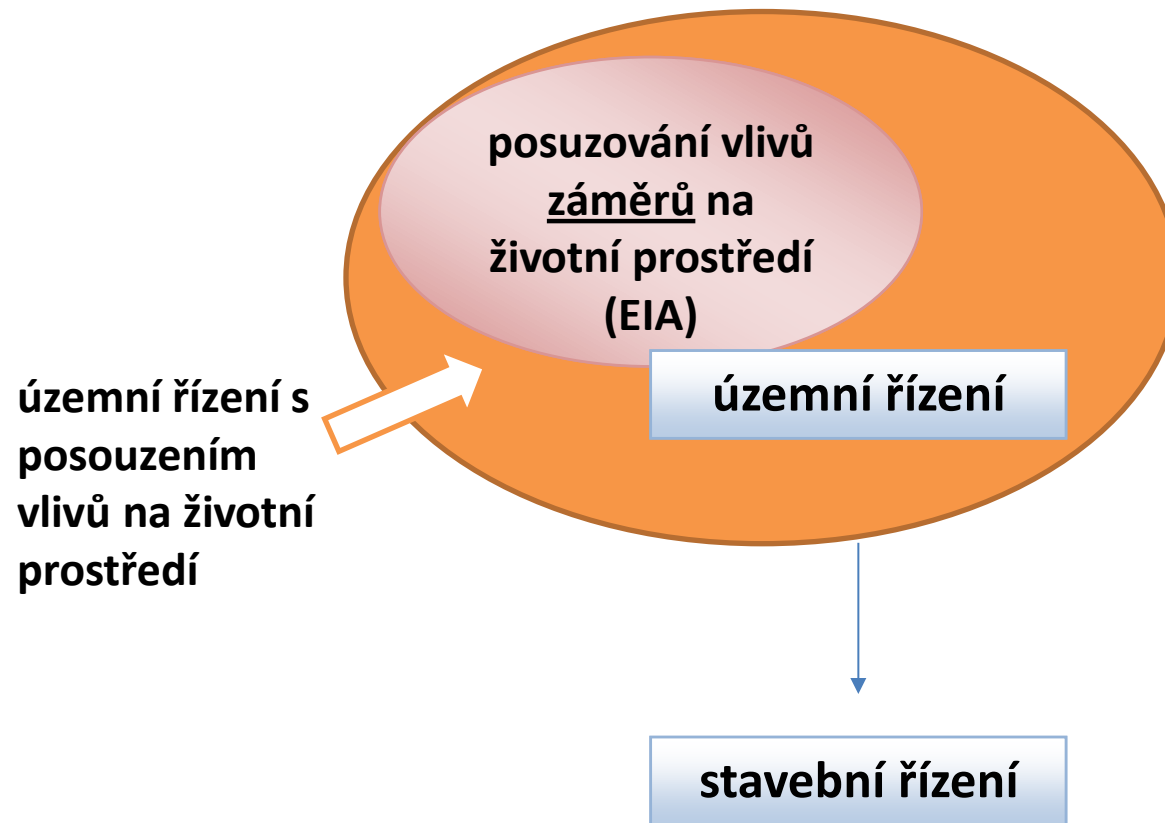 posuzování vlivů
záměrů na
životní prostředí
(EIA)
územní řízení
územní řízení s
posouzením
vlivů na životní
prostředí
stavební řízení